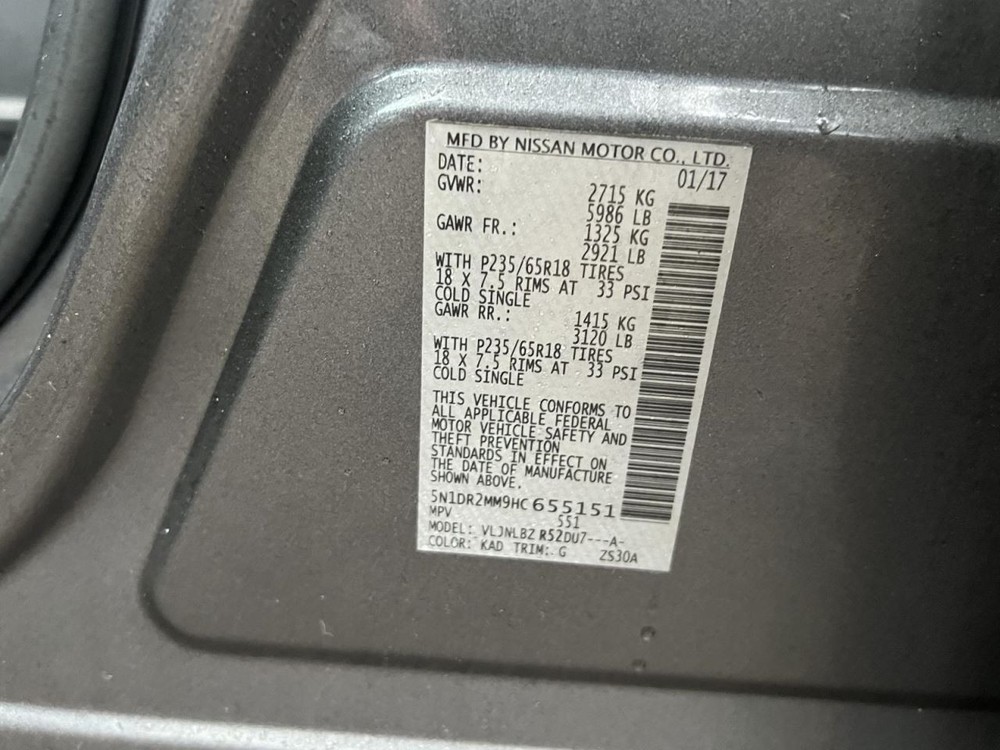 MFD BY NISSAN MOTOR CO., LTD.
DATE: 01/17
GVWR: 2715 KG
5986 LB
GAWR FR.: 1325 KG
2921 LB
WITH P235/65R18 TIRES
18 X 7.5 RIMS AT 33 PSI
COLD SINGLE
GAWR RR.: 1415 KG
3120 LB
WITH P235/65R18 TIRES
18 X 7.5 RIMS AT 33 PSI
COLD SINGLE
THIS VEHICLE CONFORMS TO
ALL APPLICABLE FEDERAL
MOTOR VEHICLE SAFETY AND
THEFT PREVENTION
STANDARDS IN EFFECT ON
THE DATE OF MANUFACTURE
SHOWN ABOVE.
5N1DR2MM9HC655151
MPV 551
MODEL: VLJNLBZ R52DU7---A-
COLOR: KAD TRIM: G ZS30A